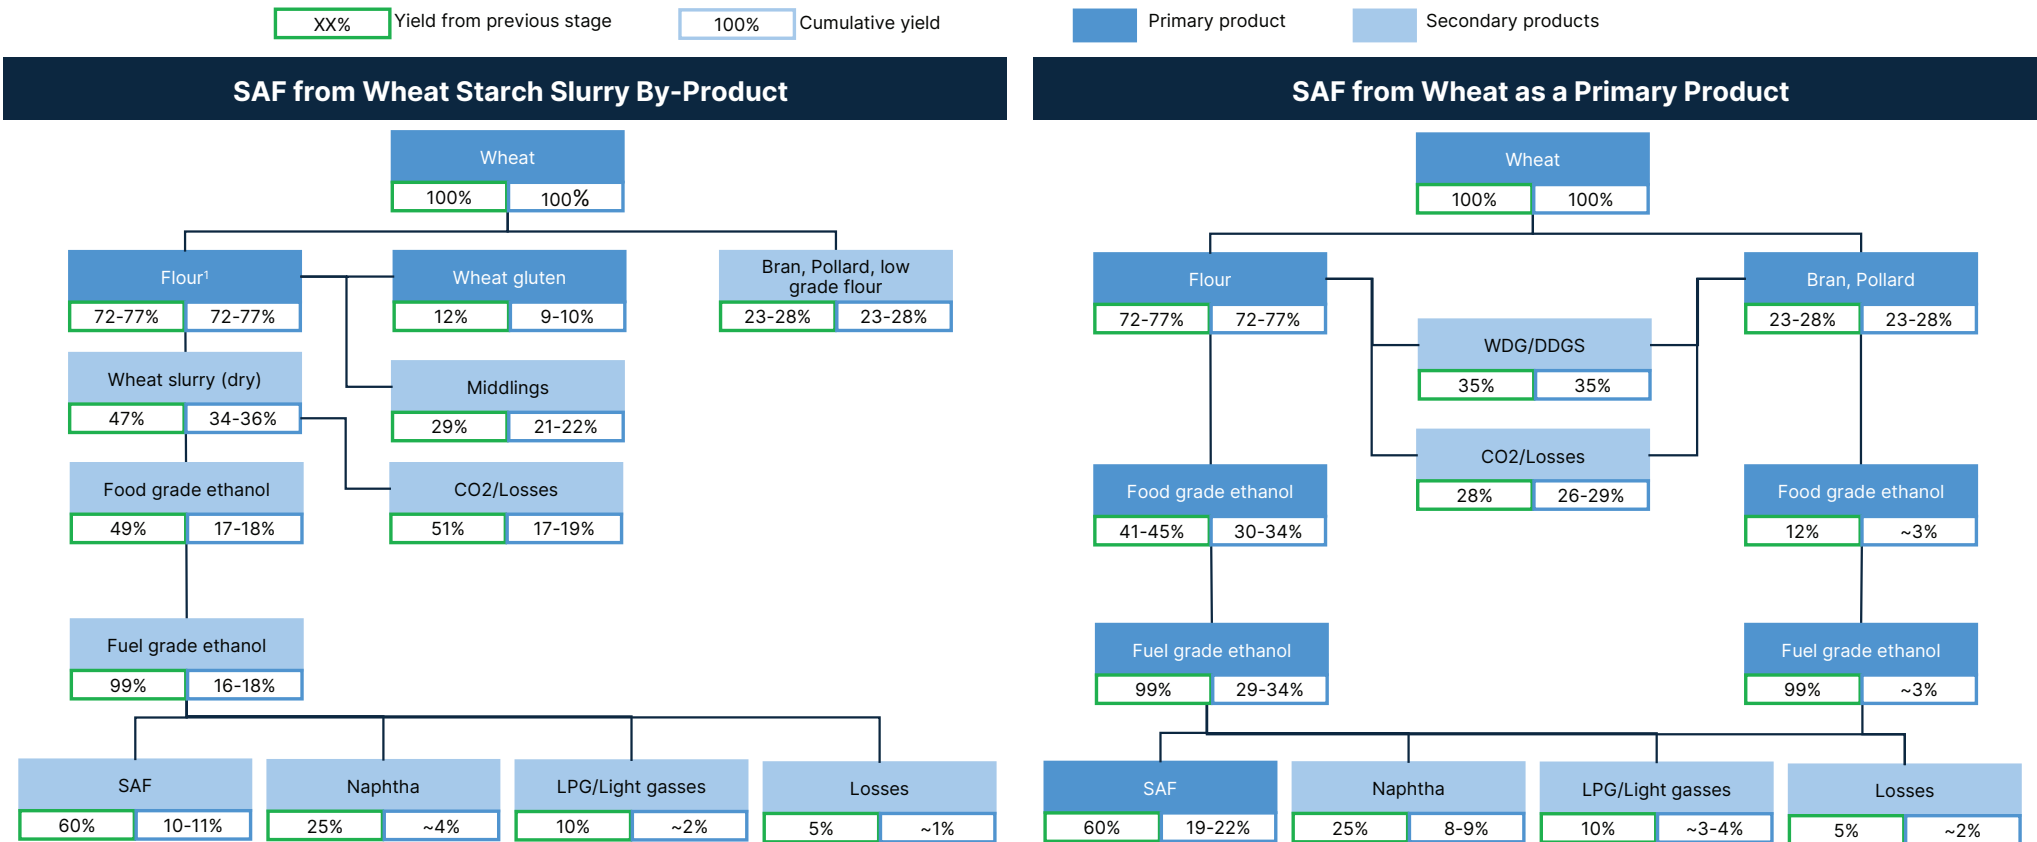 XX% Yield from previous stage
100% Cumulative yield
Primary product
Secondary products
SAF from Wheat Starch Slurry By-Product
Wheat
100% 100%
Flour¹
72-77% 72-77%
Wheat gluten
12% 9-10%
Bran, Pollard, low
grade flour
23-28% 23-28%
Wheat slurry (dry)
47% 34-36%
Middlings
29% 21-22%
Food grade ethanol
49% 17-18%
CO2/Losses
51% 17-19%
Fuel grade ethanol
99% 16-18%
SAF
60% 10-11%
Naphtha
25% ~4%
LPG/Light gasses
10% ~2%
Losses
5% ~1%
SAF from Wheat as a Primary Product
Wheat
100% 100%
Flour
72-77% 72-77%
Bran, Pollard
23-28% 23-28%
WDG/DDGS
35% 35%
CO2/Losses
28% 26-29%
Food grade ethanol
41-45% 30-34%
Food grade ethanol
12% ~3%
Fuel grade ethanol
99% 29-34%
Fuel grade ethanol
99% ~3%
SAF
60% 19-22%
Naphtha
25% 8-9%
LPG/Light gasses
10% ~3-4%
Losses
5% ~2%